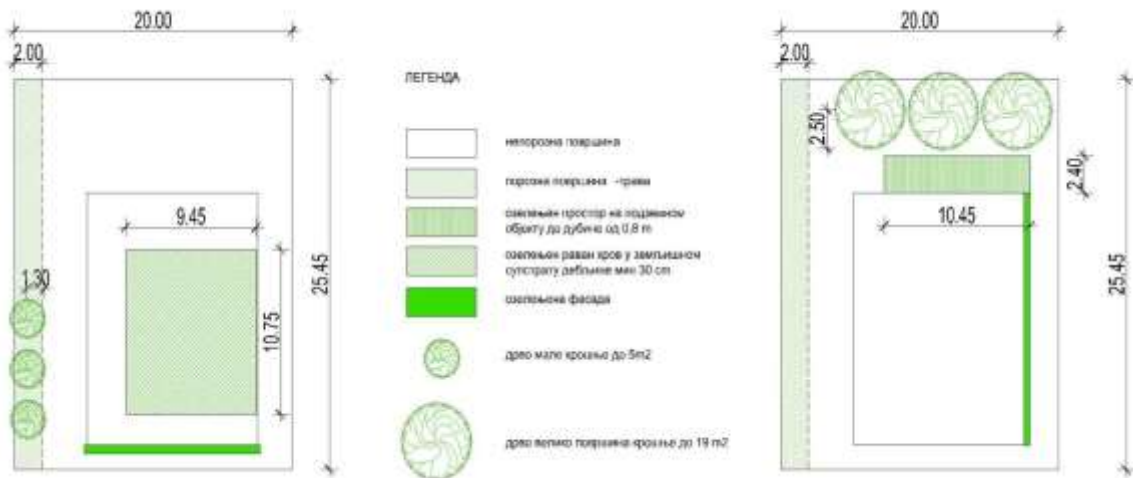 20.00
2.00
9.45
10.75
1.30
25.45
ЛЕГЕНДА
непорозна површина
порозна површина -трава
озелењен простор на подземном
објекту до дубине од 0,8 m
озелењен раван кров у земљишном
супстрату дебљине мин 30 cm
озелењена фасада
дрво мале крошње до 5m2
дрво велико површина крошње до 19 m2
20.00
2.00
2.50
2.40
10.45
25.45